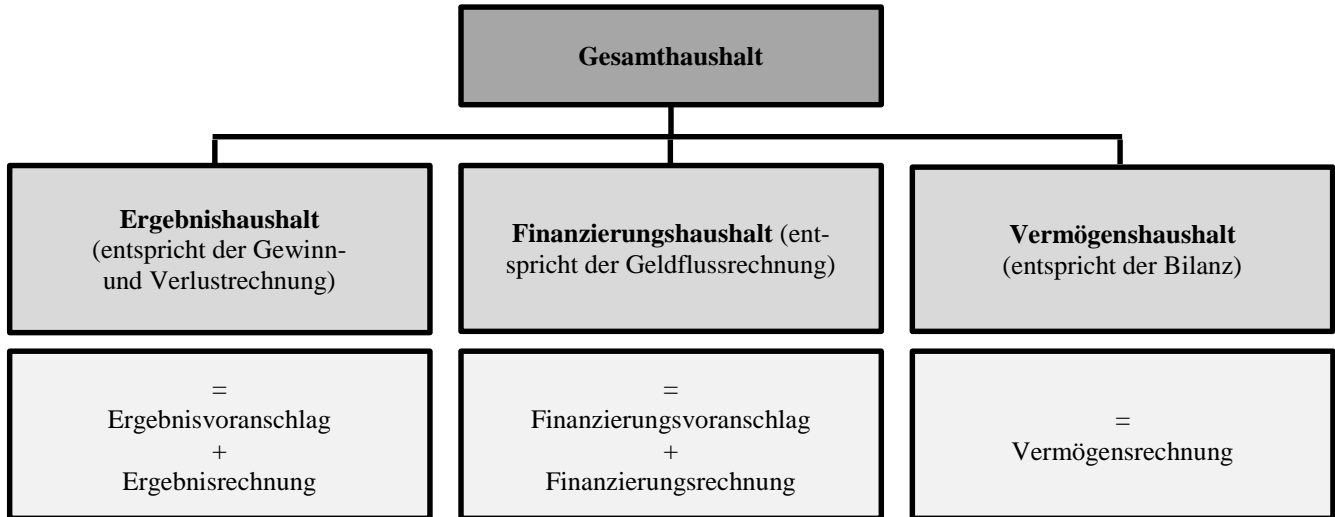 Gesamthaushalt
Ergebnishaushalt
(entspricht der Gewinn-
und Verlustrechnung)
Finanzierungshaushalt (ent-
spricht der Geldflussrechnung)
Vermögenshaushalt
(entspricht der Bilanz)
=
Ergebnisvoranschlag
+
Ergebnisrechnung
=
Finanzierungsvoranschlag
+
Finanzierungsrechnung
=
Vermögensrechnung